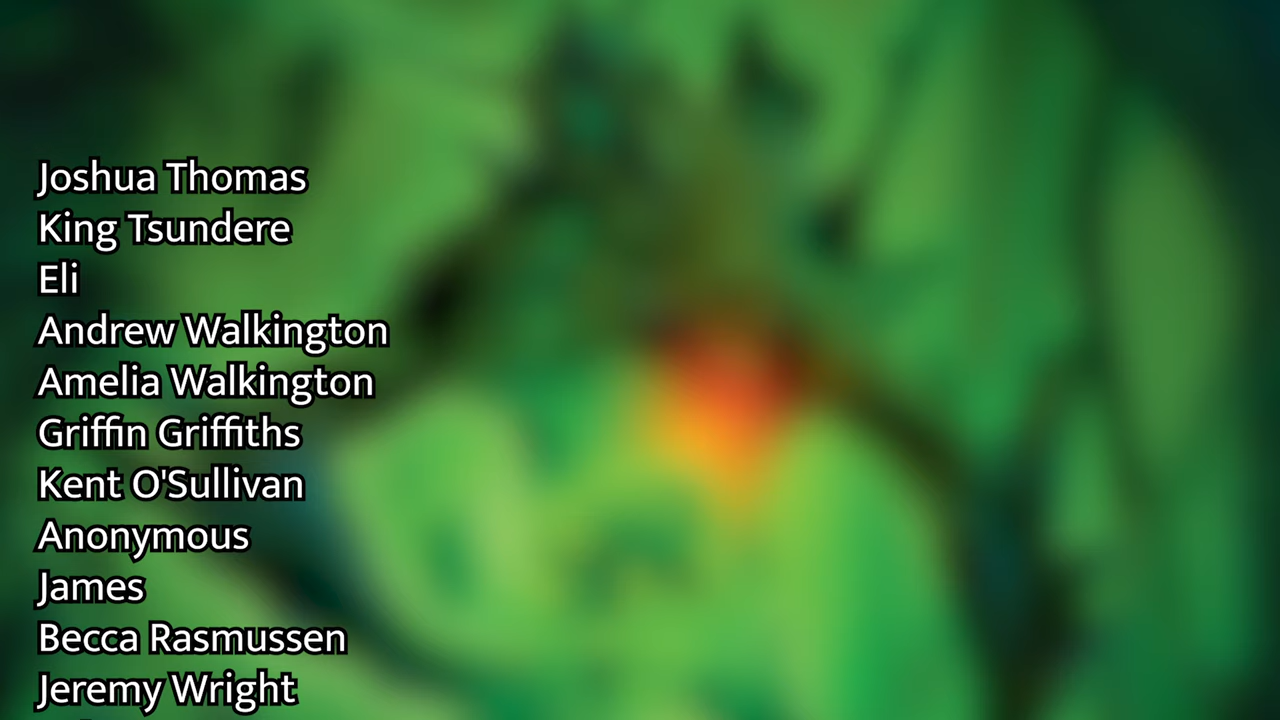 Joshua Thomas
King Tsundere
Eli
Andrew Walkington
Amelia Walkington
Griffin Griffiths
Kent O'Sullivan
Anonymous
James
Becca Rasmussen
Jeremy Wright